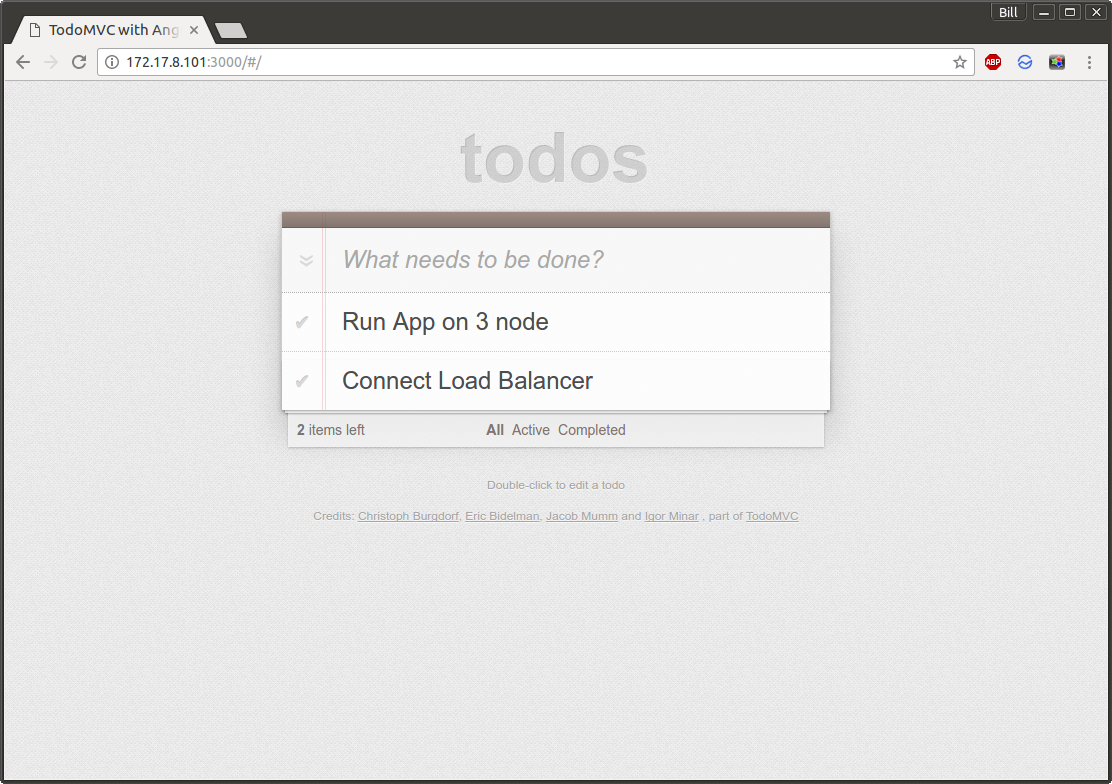 Bill
TodoMVC with Ang
172.17.8.101:3000/#/
ABP
todos
What needs to be done?
Run App on 3 node
Connect Load Balancer
2 items left All Active Completed
Double-click to edit a todo
Credits: Christoph Burgdorf, Eric Bidelman, Jacob Mumm and Igor Minar , part of TodoMVC